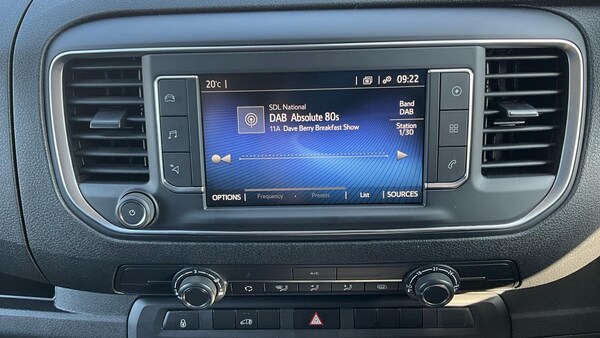 20°c
09:22
SDL National
DAB Absolute 80s
11A Dave Berry Breakfast Show
Band
DAB
Station
1/30
OPTIONS
Frequency
Presets
List
SOURCES
A/C